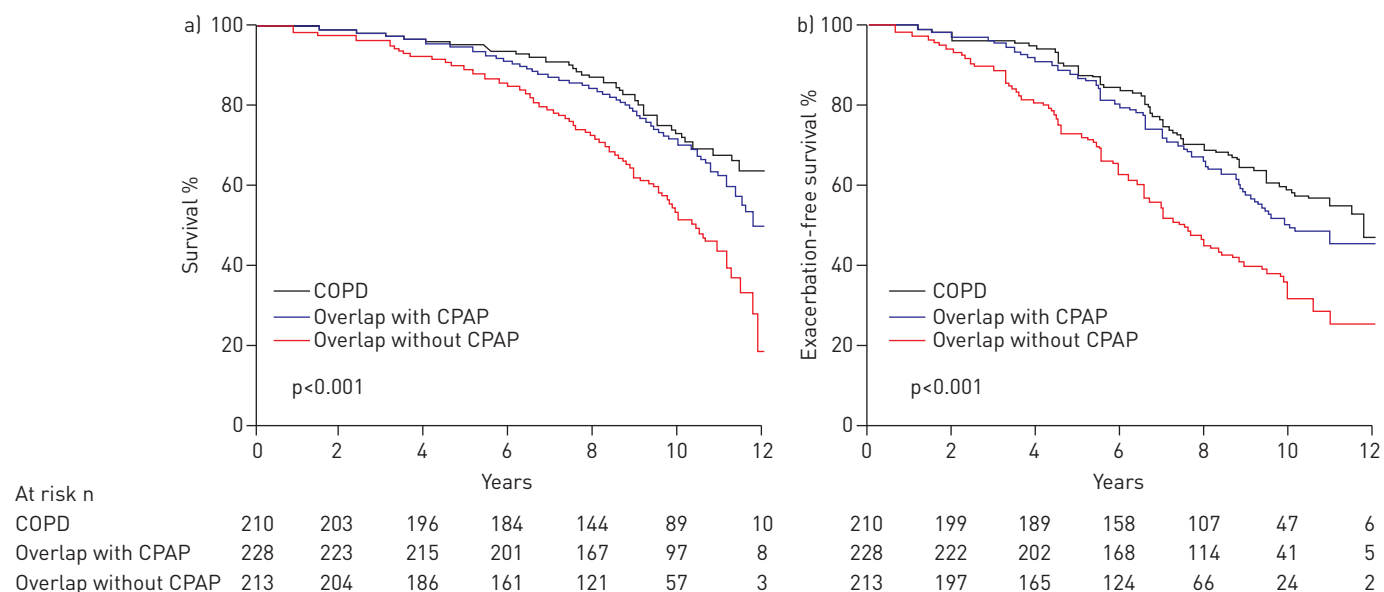 a)
100
80
60
40
20
0
Survival %
COPD
Overlap with CPAP
Overlap without CPAP
p<0.001
0 2 4 6 8 10 12
Years
b)
100
80
60
40
20
0
Exacerbation-free survival %
COPD
Overlap with CPAP
Overlap without CPAP
p<0.001
0 2 4 6 8 10 12
Years
At risk n
COPD 210 203 196 184 144 89 10 210 199 189 158 107 47 6
Overlap with CPAP 228 223 215 201 167 97 8 228 222 202 168 114 41 5
Overlap without CPAP 213 204 186 161 121 57 3 213 197 165 124 66 24 2